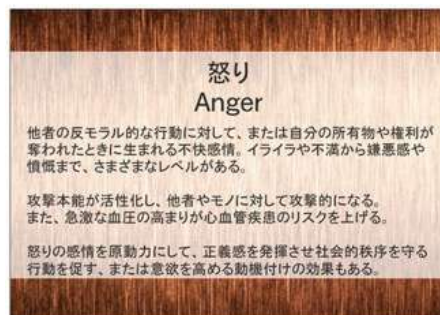 怒り
Anger
他者の反モラル的な行動に対して、または自分の所有物や権利が
奪われたときに生まれる不快感情。イライラや不満から嫌悪感や
憤慨まで、さまざまなレベルがある。
攻撃本能が活性化し、他者やモノに対して攻撃的になる。
また、急激な血圧の高まりが心血管疾患のリスクを上げる。
怒りの感情を原動力にして、正義感を発揮させ社会的秩序を守る
行動を促す、または意欲を高める動機付けの効果もある。